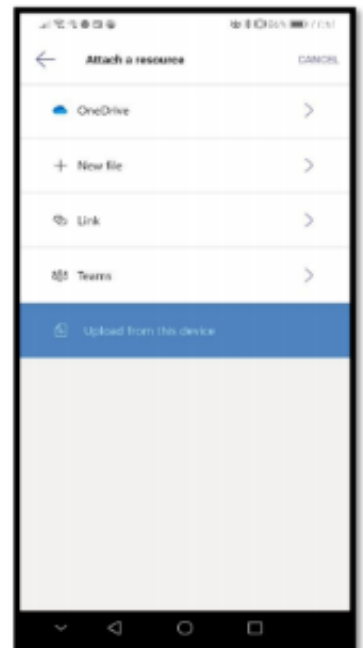 Attach a resource
CANCEL
OneDrive
New file
Link
Teams
Upload from this device